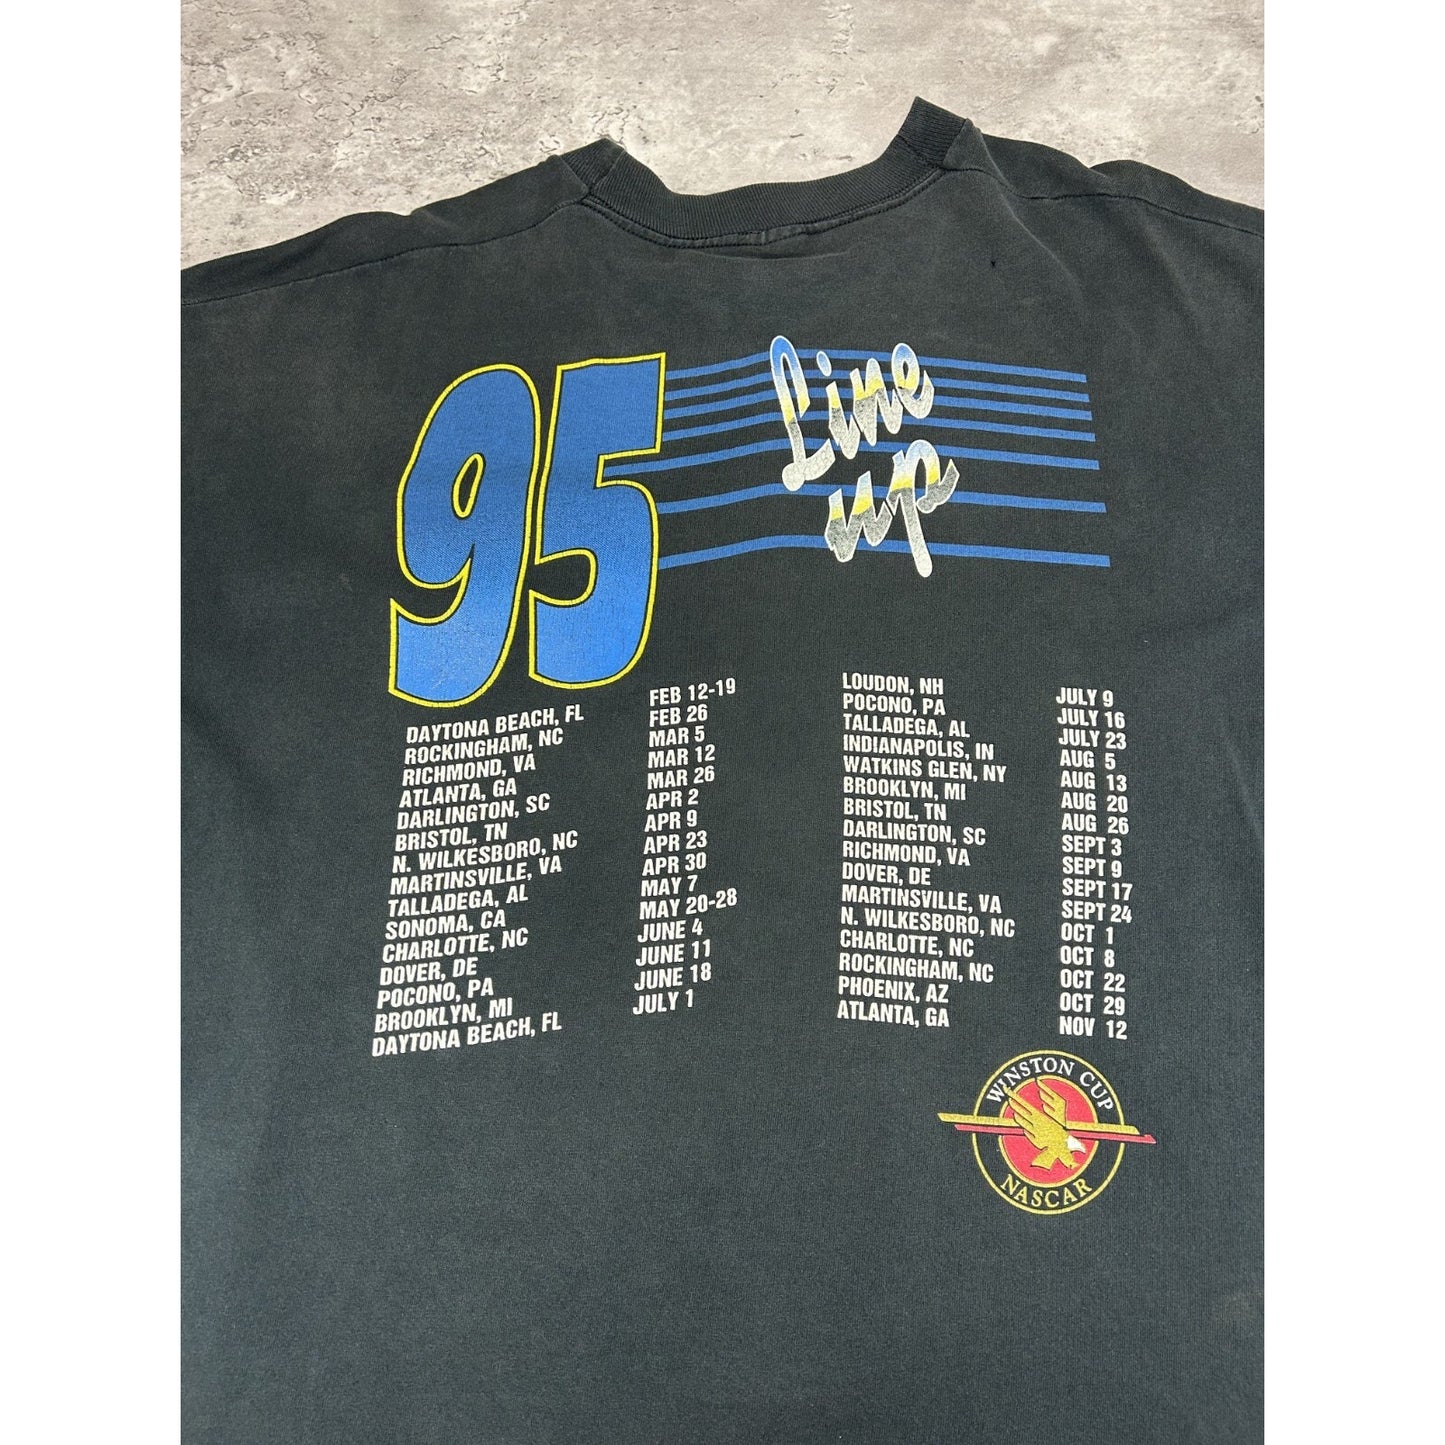 95
Line
up
DAYTONA BEACH, FL FEB 12-19
ROCKINGHAM, NC FEB 26
RICHMOND, VA MAR 5
ATLANTA, GA MAR 12
DARLINGTON, SC MAR 26
BRISTOL, TN APR 2
N. WILKESBORO, NC APR 9
MARTINSVILLE, VA APR 23
TALLADEGA, AL APR 30
SONOMA, CA MAY 7
CHARLOTTE, NC MAY 20-28
DOVER, DE JUNE 4
POCONO, PA JUNE 11
BROOKLYN, MI JUNE 18
DAYTONA BEACH, FL JULY 1
LOUDON, NH JULY 9
POCONO, PA JULY 16
TALLADEGA, AL JULY 23
INDIANAPOLIS, IN AUG 5
WATKINS GLEN, NY AUG 13
BROOKLYN, MI AUG 20
BRISTOL, TN AUG 26
DARLINGTON, SC SEPT 3
RICHMOND, VA SEPT 9
DOVER, DE SEPT 17
MARTINSVILLE, VA SEPT 24
N. WILKESBORO, NC OCT 1
CHARLOTTE, NC OCT 8
ROCKINGHAM, NC OCT 22
PHOENIX, AZ OCT 29
ATLANTA, GA NOV 12
WINSTON CUP
NASCAR